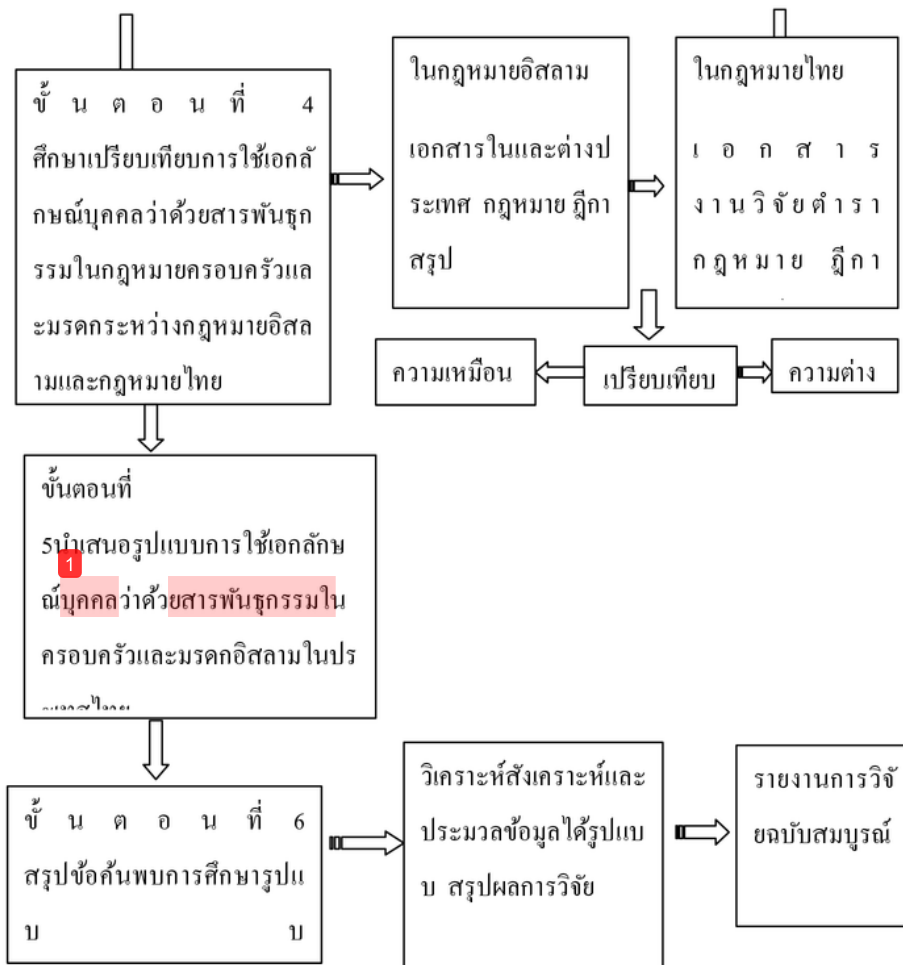 ขั้นตอนที่ 4
ศึกษาเปรียบเทียบการใช้เอกลั
กษณ์บุคคลว่าด้วยสารพันธุก
รรมในกฎหมายครอบครัวแล
ะมรดกระหว่างกฎหมายอิสล
ามและกฎหมายไทย
ในกฎหมายอิสลาม
เอกสารในและต่างป
ระเทศ กฎหมาย ฎีกา
สรุป
ในกฎหมายไทย
เอกสาร
งานวิจัยตำรา
กฎหมาย ฎีกา
ความเหมือน
เปรียบเทียบ
ความต่าง
ขั้นตอนที่
5นำเสนอรูปแบบการใช้เอกลักษ
1
ณ์บุคคลว่าด้วยสารพันธุกรรมใน
ครอบครัวและมรดกอิสลามในปร
ขั้นตอนที่ 6
สรุปข้อค้นพบการศึกษารูปแ
บบ
วิเคราะห์สังเคราะห์และ
ประมวลข้อมูลได้รูปแบ
บ สรุปผลการวิจัย
รายงานการวิจั
ยฉบับสมบูรณ์